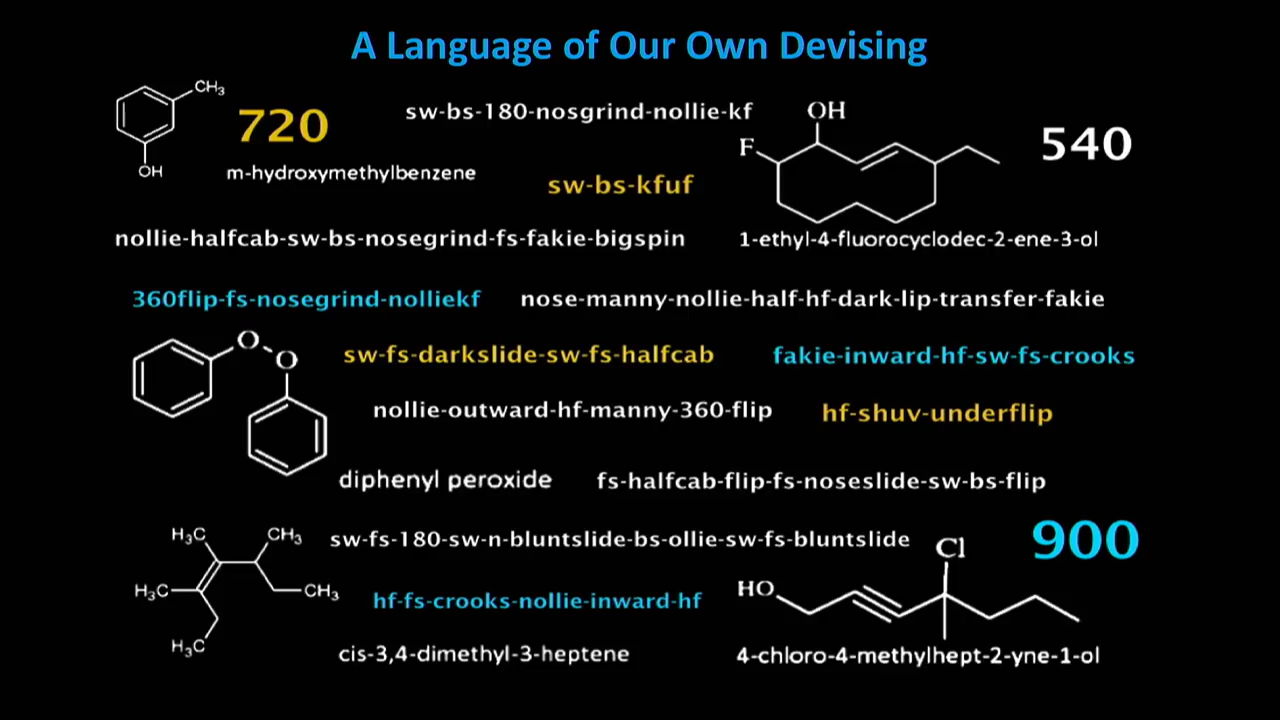 A Language of Our Own Devising
CH₃
OH
720
m-hydroxymethylbenzene
sw-bs-180-nosgrind-nollie-kf
sw-bs-kfuf
OH
F
540
nollie-halfcab-sw-bs-nosegrind-fs-fakie-bigspin
1-ethyl-4-fluorocyclodec-2-ene-3-ol
360flip-fs-nosegrind-nolliekf
nose-manny-nollie-half-hf-dark-lip-transfer-fakie
O
O
sw-fs-darkslide-sw-fs-halfcab
fakie-inward-hf-sw-fs-crooks
nollie-outward-hf-manny-360-flip
hf-shuv-underflip
diphenyl peroxide
fs-halfcab-flip-fs-noseslide-sw-bs-flip
H₃C
CH₃
sw-fs-180-sw-n-bluntslide-bs-ollie-sw-fs-bluntslide
900
Cl
H₃C
CH₃
hf-fs-crooks-nollie-inward-hf
HO
H₃C
cis-3,4-dimethyl-3-heptene
4-chloro-4-methylhept-2-yne-1-ol